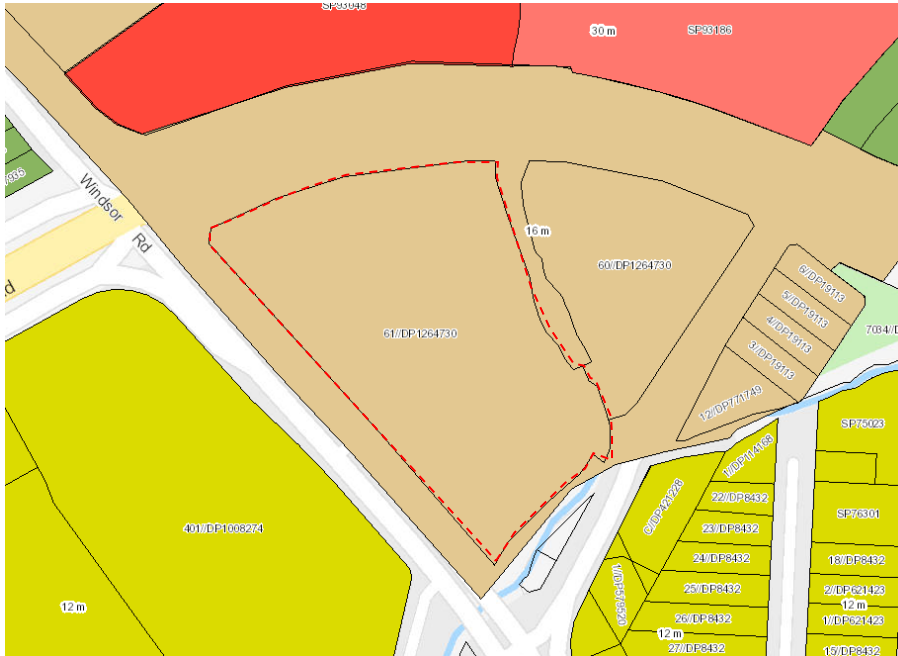 SP93048
30 m
SP93186
7935
Windsor
Rd
16 m
60//DP1264730
6//DP19113
5//DP19113
4//DP19113
3//DP19113
12//DP771749
7034//D
61//DP1264730
d
SP75023
1//DP114168
C//DP421228
22//DP8432
23//DP8432
SP76301
401//DP1008274
24//DP8432
18//DP8432
1//DP579520
25//DP8432
2//DP621423
12 m
12 m
26//DP8432
1//DP621423
12 m
27//DP8432
15//DP8432